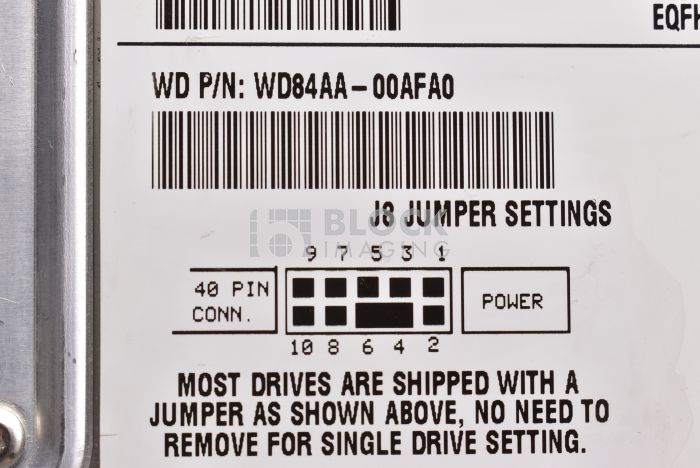 EQFH
WD P/N: WD84AA-00AFA0
J8 JUMPER SETTINGS
BLOCK
IMAGING
9 7 5 3 1
40 PIN
CONN.
POWER
10 8 6 4 2
MOST DRIVES ARE SHIPPED WITH A
JUMPER AS SHOWN ABOVE, NO NEED TO
REMOVE FOR SINGLE DRIVE SETTING.